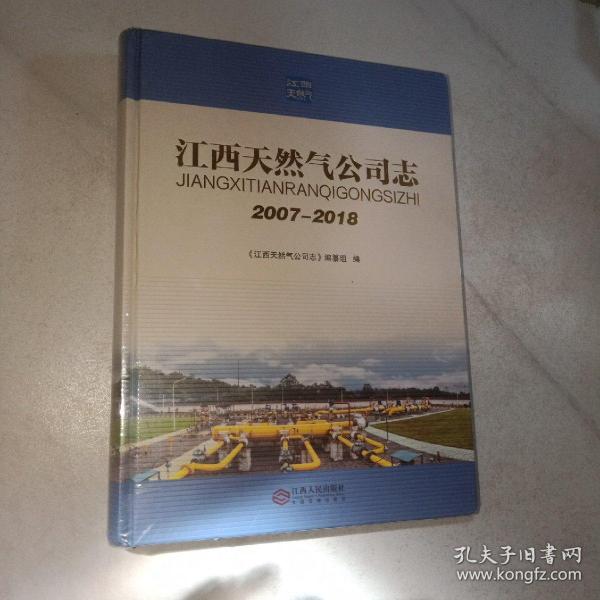 江西
天然气
江西天然气公司志
JIANGXITIANRANQIGONGSIZHI
2007-2018
《江西天然气公司志》编纂组 编
江西人民出版社
孔夫子旧书网
www.kongfz.com